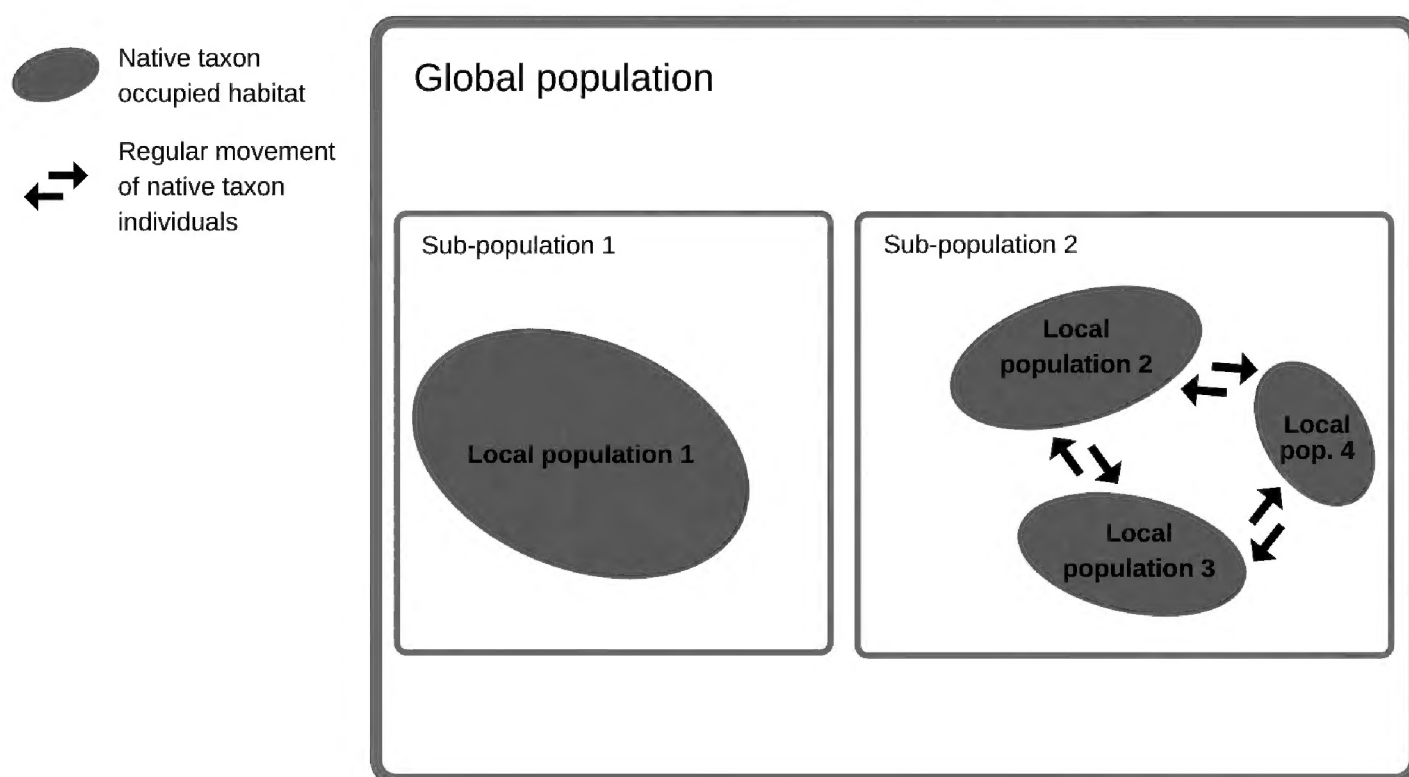 Native taxon
occupied habitat
Regular movement
of native taxon
individuals
Global population
Sub-population 1
Local population 1
Sub-population 2
Local
population 2
Local
pop. 4
Local
population 3